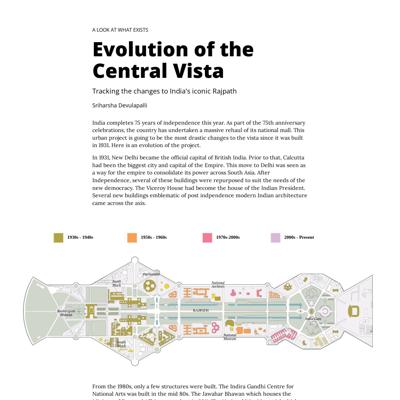 A LOOK AT WHAT EXISTS
Evolution of the
Central Vista
Tracking the changes to India's iconic Rajpath
Sriharsha Devulapalli
India completes 75 years of independence this year. As part of the 75th anniversary
celebrations, the country has undertaken a massive rehaul of its national mall. This
urban project is going to be the most drastic changes to the vista since it was built
in 1931. Here is an evolution of the project.
In 1931, New Delhi became the official capital of British India. Prior to that, Calcutta
had been the biggest city and capital of the Empire. This move to Delhi was seen as
a way for the empire to consolidate its power across South Asia. After
Independence, several of these buildings were repurposed to suit the needs of the
new democracy. The Viceroy House had become the house of the Indian President.
Several new buildings emblematic of post independence modern Indian architecture
came across the axis.
1930s - 1940s
1950s - 1960s
1970s-2000s
2000s - Present
Parliament
National
Archives
RAJPATH
National
Museum
From the 1980s, only a few structures were built. The Indira Gandhi Centre for
National Arts was built in the mid 80s. The Jawahar Bhawan which houses the